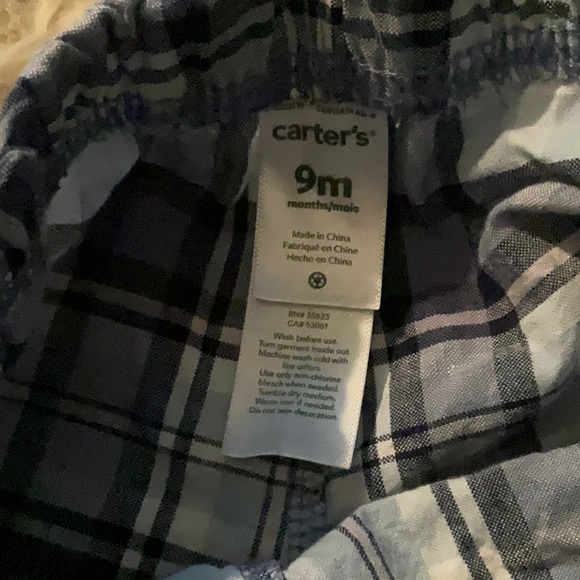 carter's
9m
months/mois
Made in China
Fabriqué en Chine
Hecho en China
RN# 55623
CA# 53061
Wash before use.
Turn garment inside out.
Machine wash cold with
like colors.
Use only non-chlorine
bleach when needed.
Tumble dry medium.
Warm iron if needed.
Do not iron decoration.